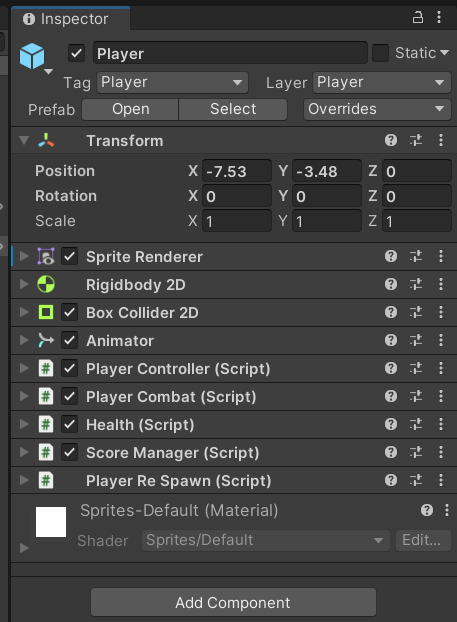 Inspector
Player
Static
Tag Player Layer Player
Prefab Open Select Overrides
Transform
Position X -7.53 Y -3.48 Z 0
Rotation X 0 Y 0 Z 0
Scale X 1 Y 1 Z 1
Sprite Renderer
Rigidbody 2D
Box Collider 2D
Animator
# Player Controller (Script)
# Player Combat (Script)
# Health (Script)
# Score Manager (Script)
# Player Re Spawn (Script)
Sprites-Default (Material)
Shader Sprites/Default Edit...
Add Component